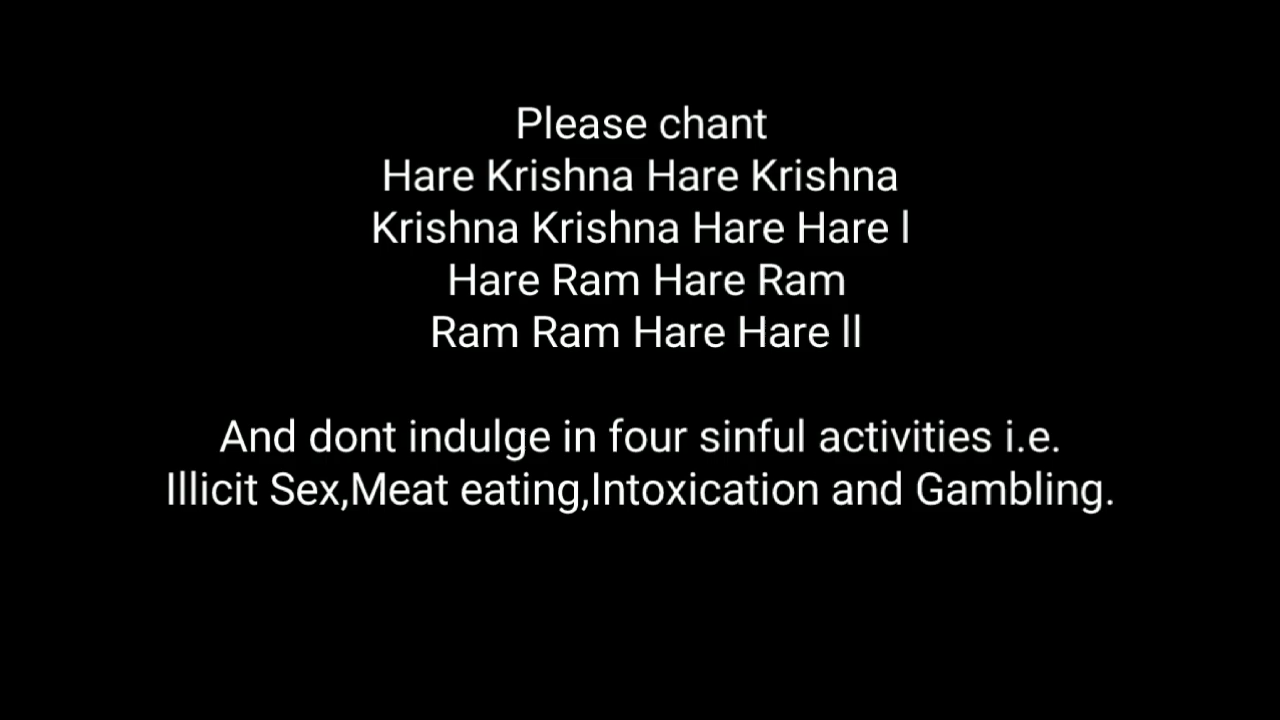 Please chant
Hare Krishna Hare Krishna
Krishna Krishna Hare Hare l
Hare Ram Hare Ram
Ram Ram Hare Hare ll
And dont indulge in four sinful activities i.e.
Illicit Sex,Meat eating,Intoxication and Gambling.